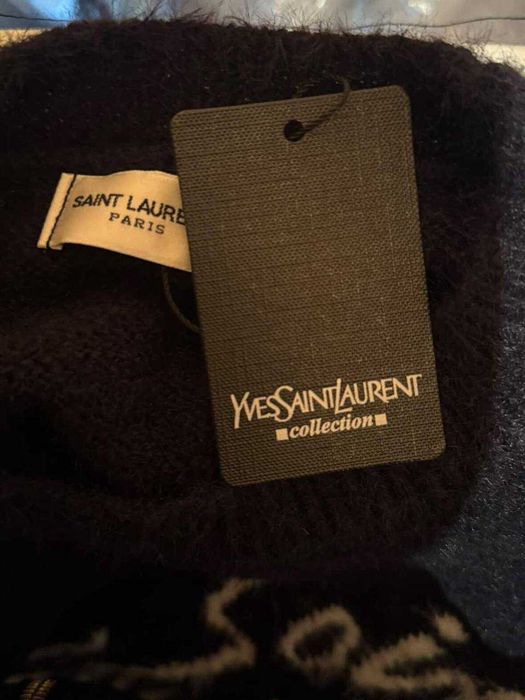 SAINT LAURE
PARIS
YVESSAINTLAURENT
collection